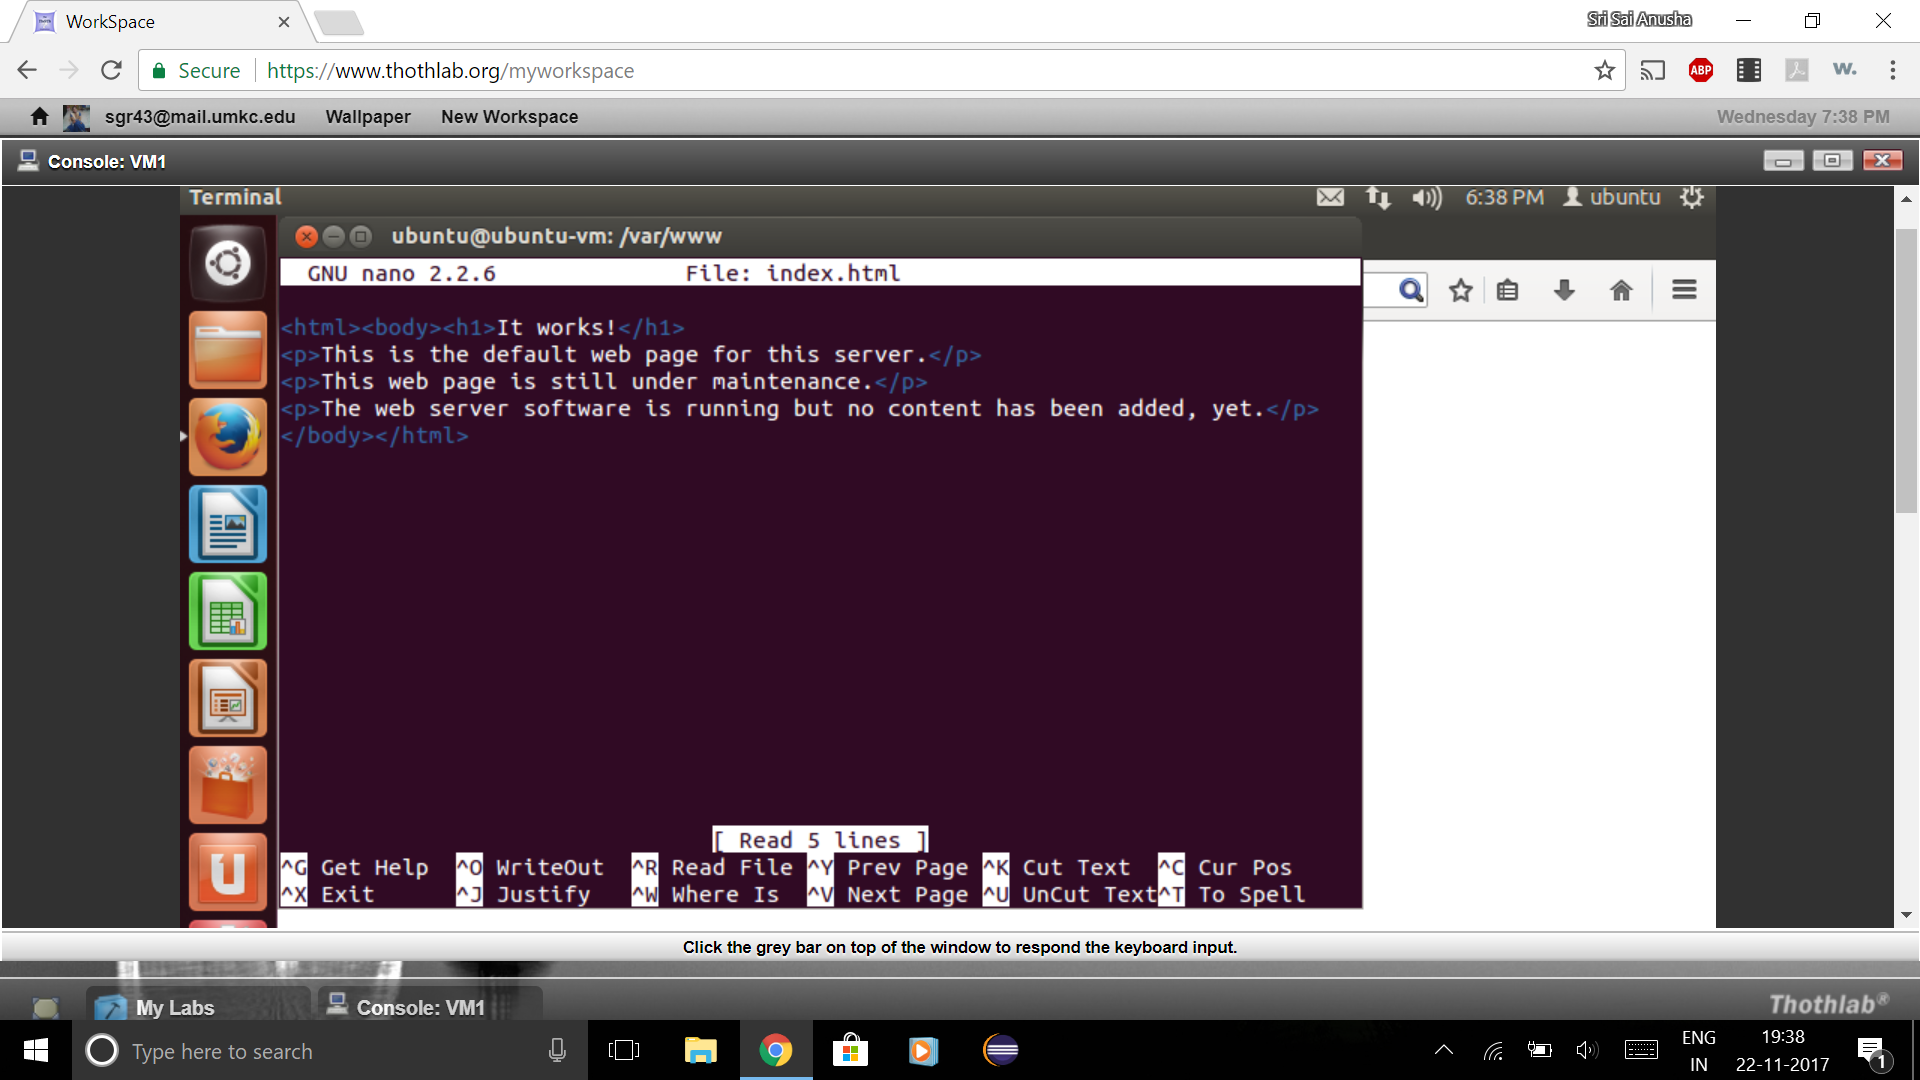 WorkSpace
Sri Sai Anusha
Secure https://www.thothlab.org/myworkspace
ABP
W.
sgr43@mail.umkc.edu Wallpaper New Workspace Wednesday 7:38 PM
Console: VM1
Terminal 6:38 PM ubuntu
ubuntu@ubuntu-vm: /var/www
GNU nano 2.2.6 File: index.html
<html><body><h1>It works!</h1>
<p>This is the default web page for this server.</p>
<p>This web page is still under maintenance.</p>
<p>The web server software is running but no content has been added, yet.</p>
</body></html>
[ Read 5 lines ]
^G Get Help ^O WriteOut ^R Read File ^Y Prev Page ^K Cut Text ^C Cur Pos
^X Exit ^J Justify ^W Where Is ^V Next Page ^U UnCut Text ^T To Spell
Click the grey bar on top of the window to respond the keyboard input.
My Labs Console: VM1 Thothlab®
Type here to search
ENG 19:38
IN 22-11-2017 1